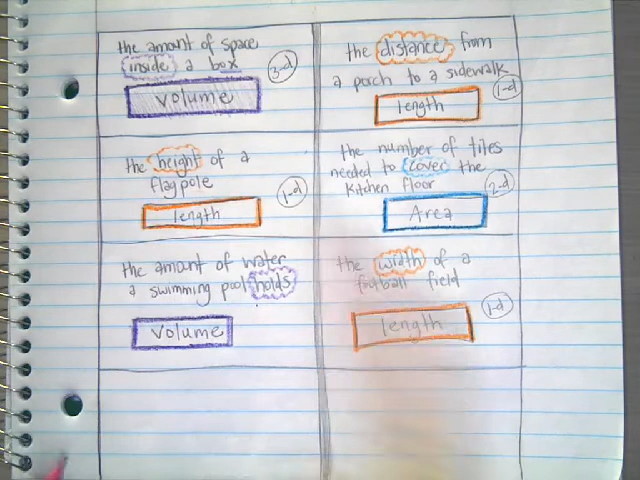 the amount of space
inside a box
3-d
Volume
the distance from
a porch to a sidewalk
1-d
length
the height of a
flagpole
1-d
length
the number of tiles
needed to cover the
kitchen floor
2-d
Area
the amount of water
a swimming pool holds
Volume
the width of a
football field
1-d
length